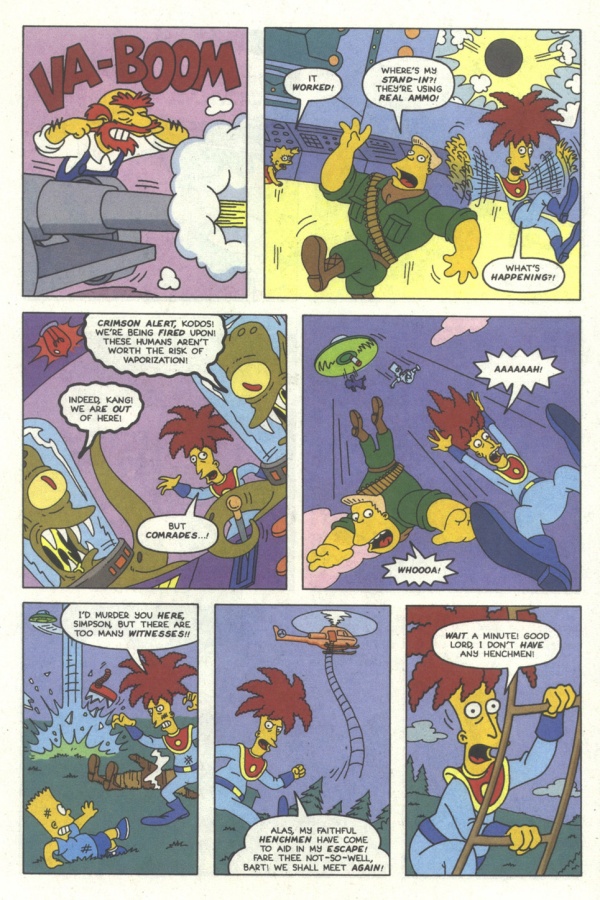 VA-BOOM
IT
WORKED!
WHERE'S MY
STAND-IN?!
THEY'RE USING
REAL AMMO!
WHAT'S
HAPPENING?!
CRIMSON ALERT, KODOS!
WE'RE BEING FIRED UPON!
THESE HUMANS AREN'T
WORTH THE RISK OF
VAPORIZATION!
INDEED, KANG!
WE ARE OUT
OF HERE!
BUT
COMRADES...!
AAAAAAH!
WHOOOA!
I'D MURDER YOU HERE,
SIMPSON, BUT THERE ARE
TOO MANY WITNESSES!!
ALAS, MY FAITHFUL
HENCHMEN HAVE COME
TO AID IN MY ESCAPE!
FARE THEE NOT-SO-WELL,
BART! WE SHALL MEET AGAIN!
WAIT A MINUTE! GOOD
LORD, I DON'T HAVE
ANY HENCHMEN!